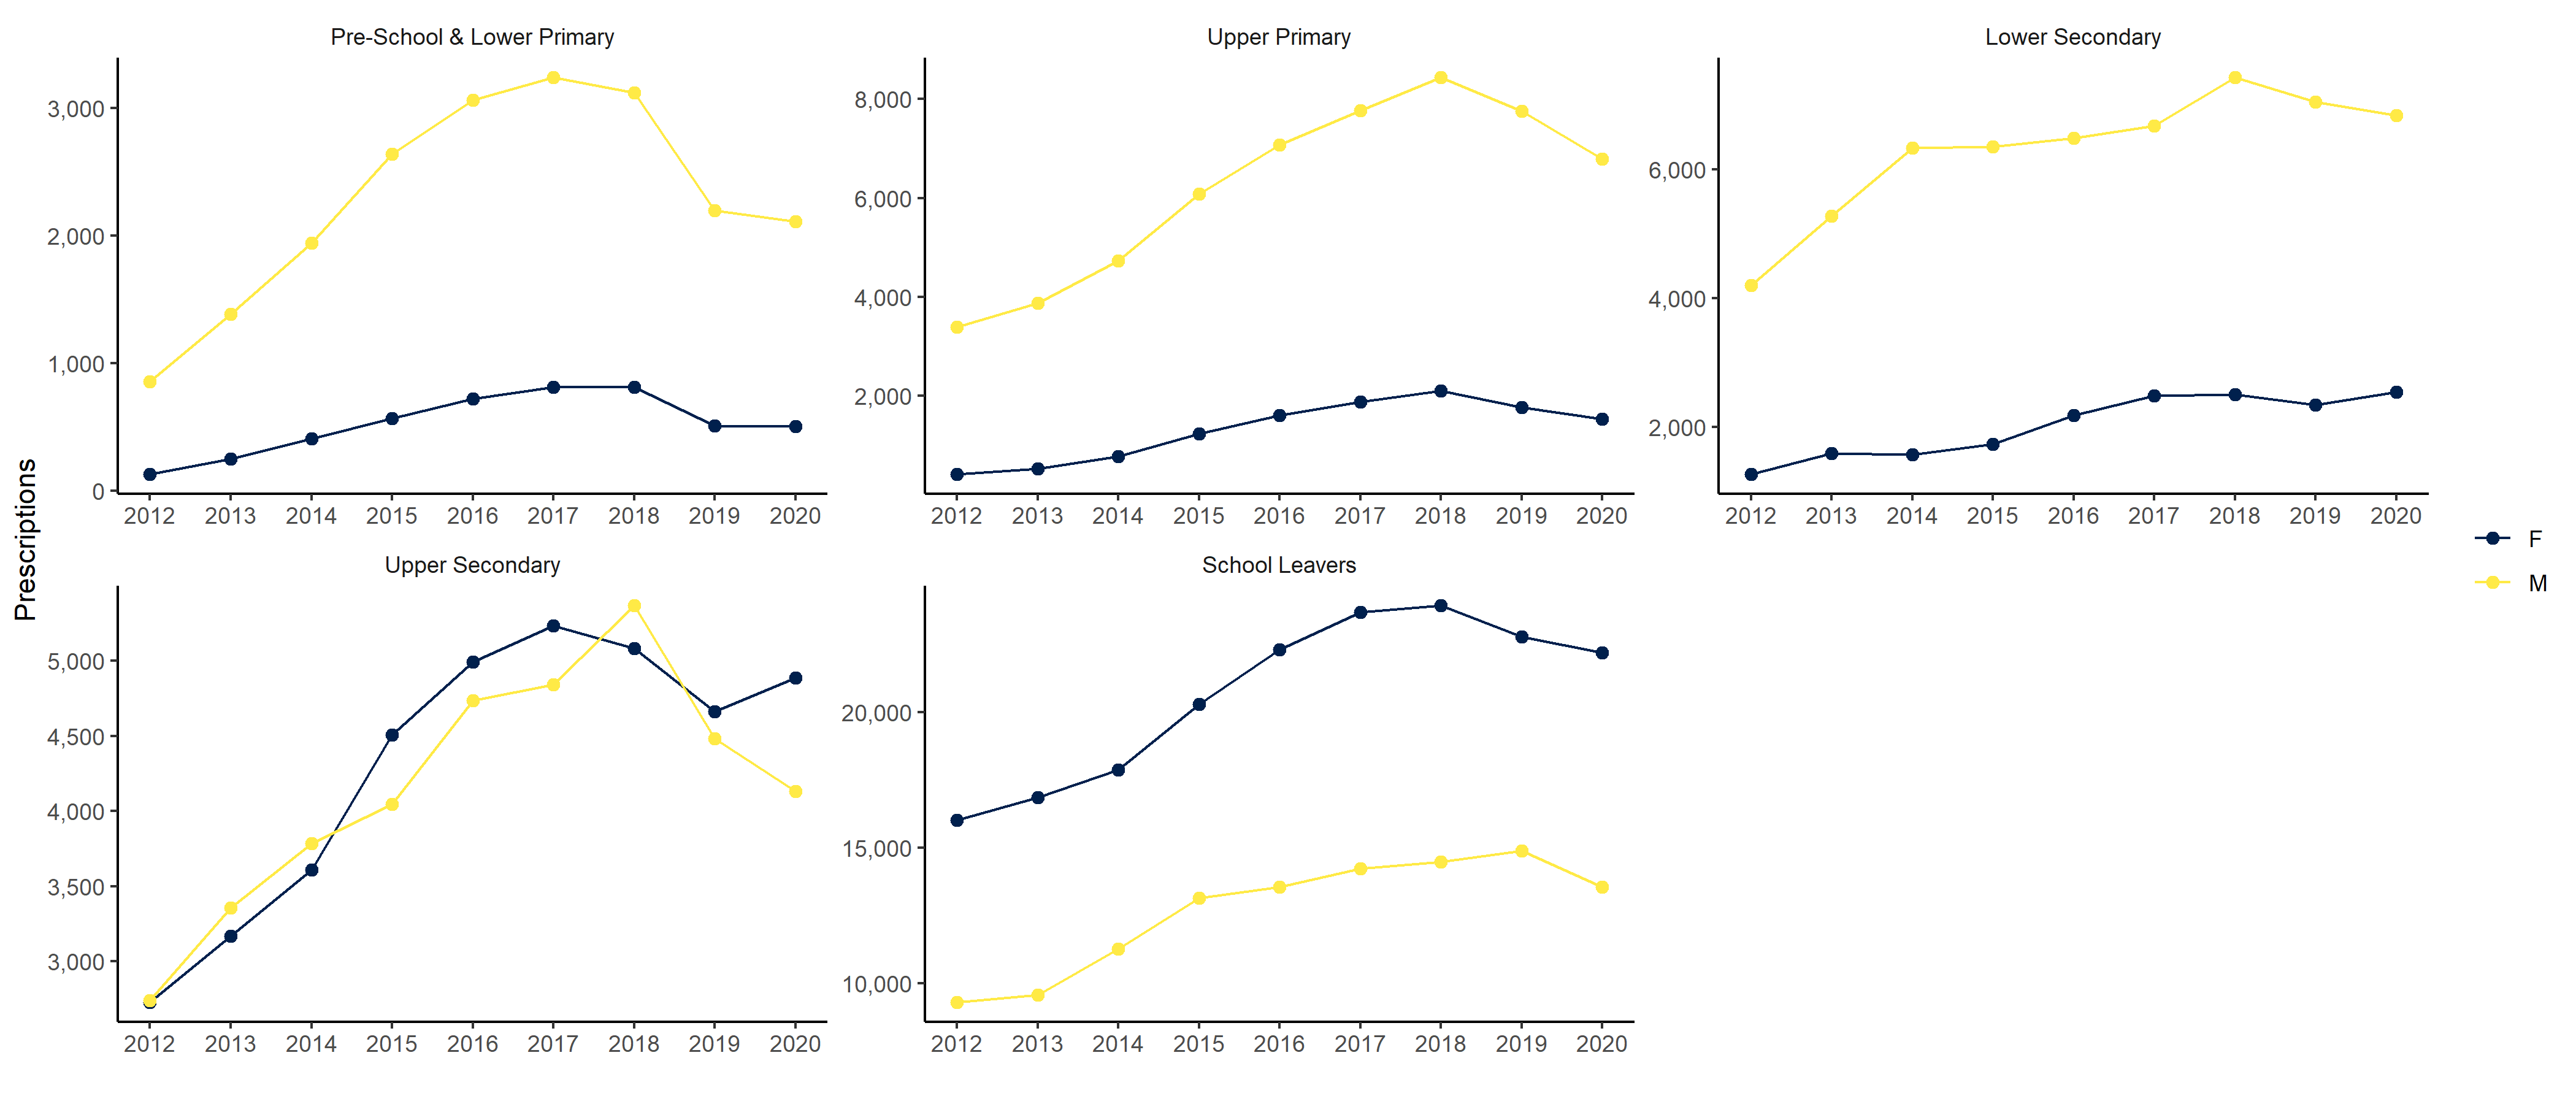 Pre-School & Lower Primary
Upper Primary
Lower Secondary
3,000
2,000
1,000
0
8,000
6,000
4,000
2,000
6,000
4,000
2,000
2012 2013 2014 2015 2016 2017 2018 2019 2020
2012 2013 2014 2015 2016 2017 2018 2019 2020
2012 2013 2014 2015 2016 2017 2018 2019 2020
Prescriptions
Upper Secondary
School Leavers
5,000
4,500
4,000
3,500
3,000
20,000
15,000
10,000
2012 2013 2014 2015 2016 2017 2018 2019 2020
2012 2013 2014 2015 2016 2017 2018 2019 2020
F
M